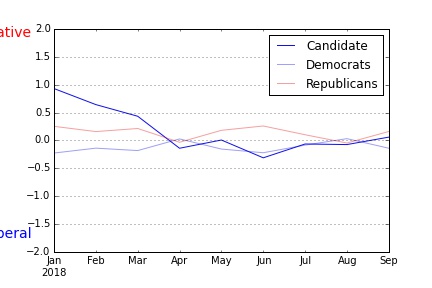 ative
2.0
1.5
1.0
0.5
0.0
−0.5
−1.0
−1.5
−2.0
beral
Candidate
Democrats
Republicans
Jan Feb Mar Apr May Jun Jul Aug Sep
2018